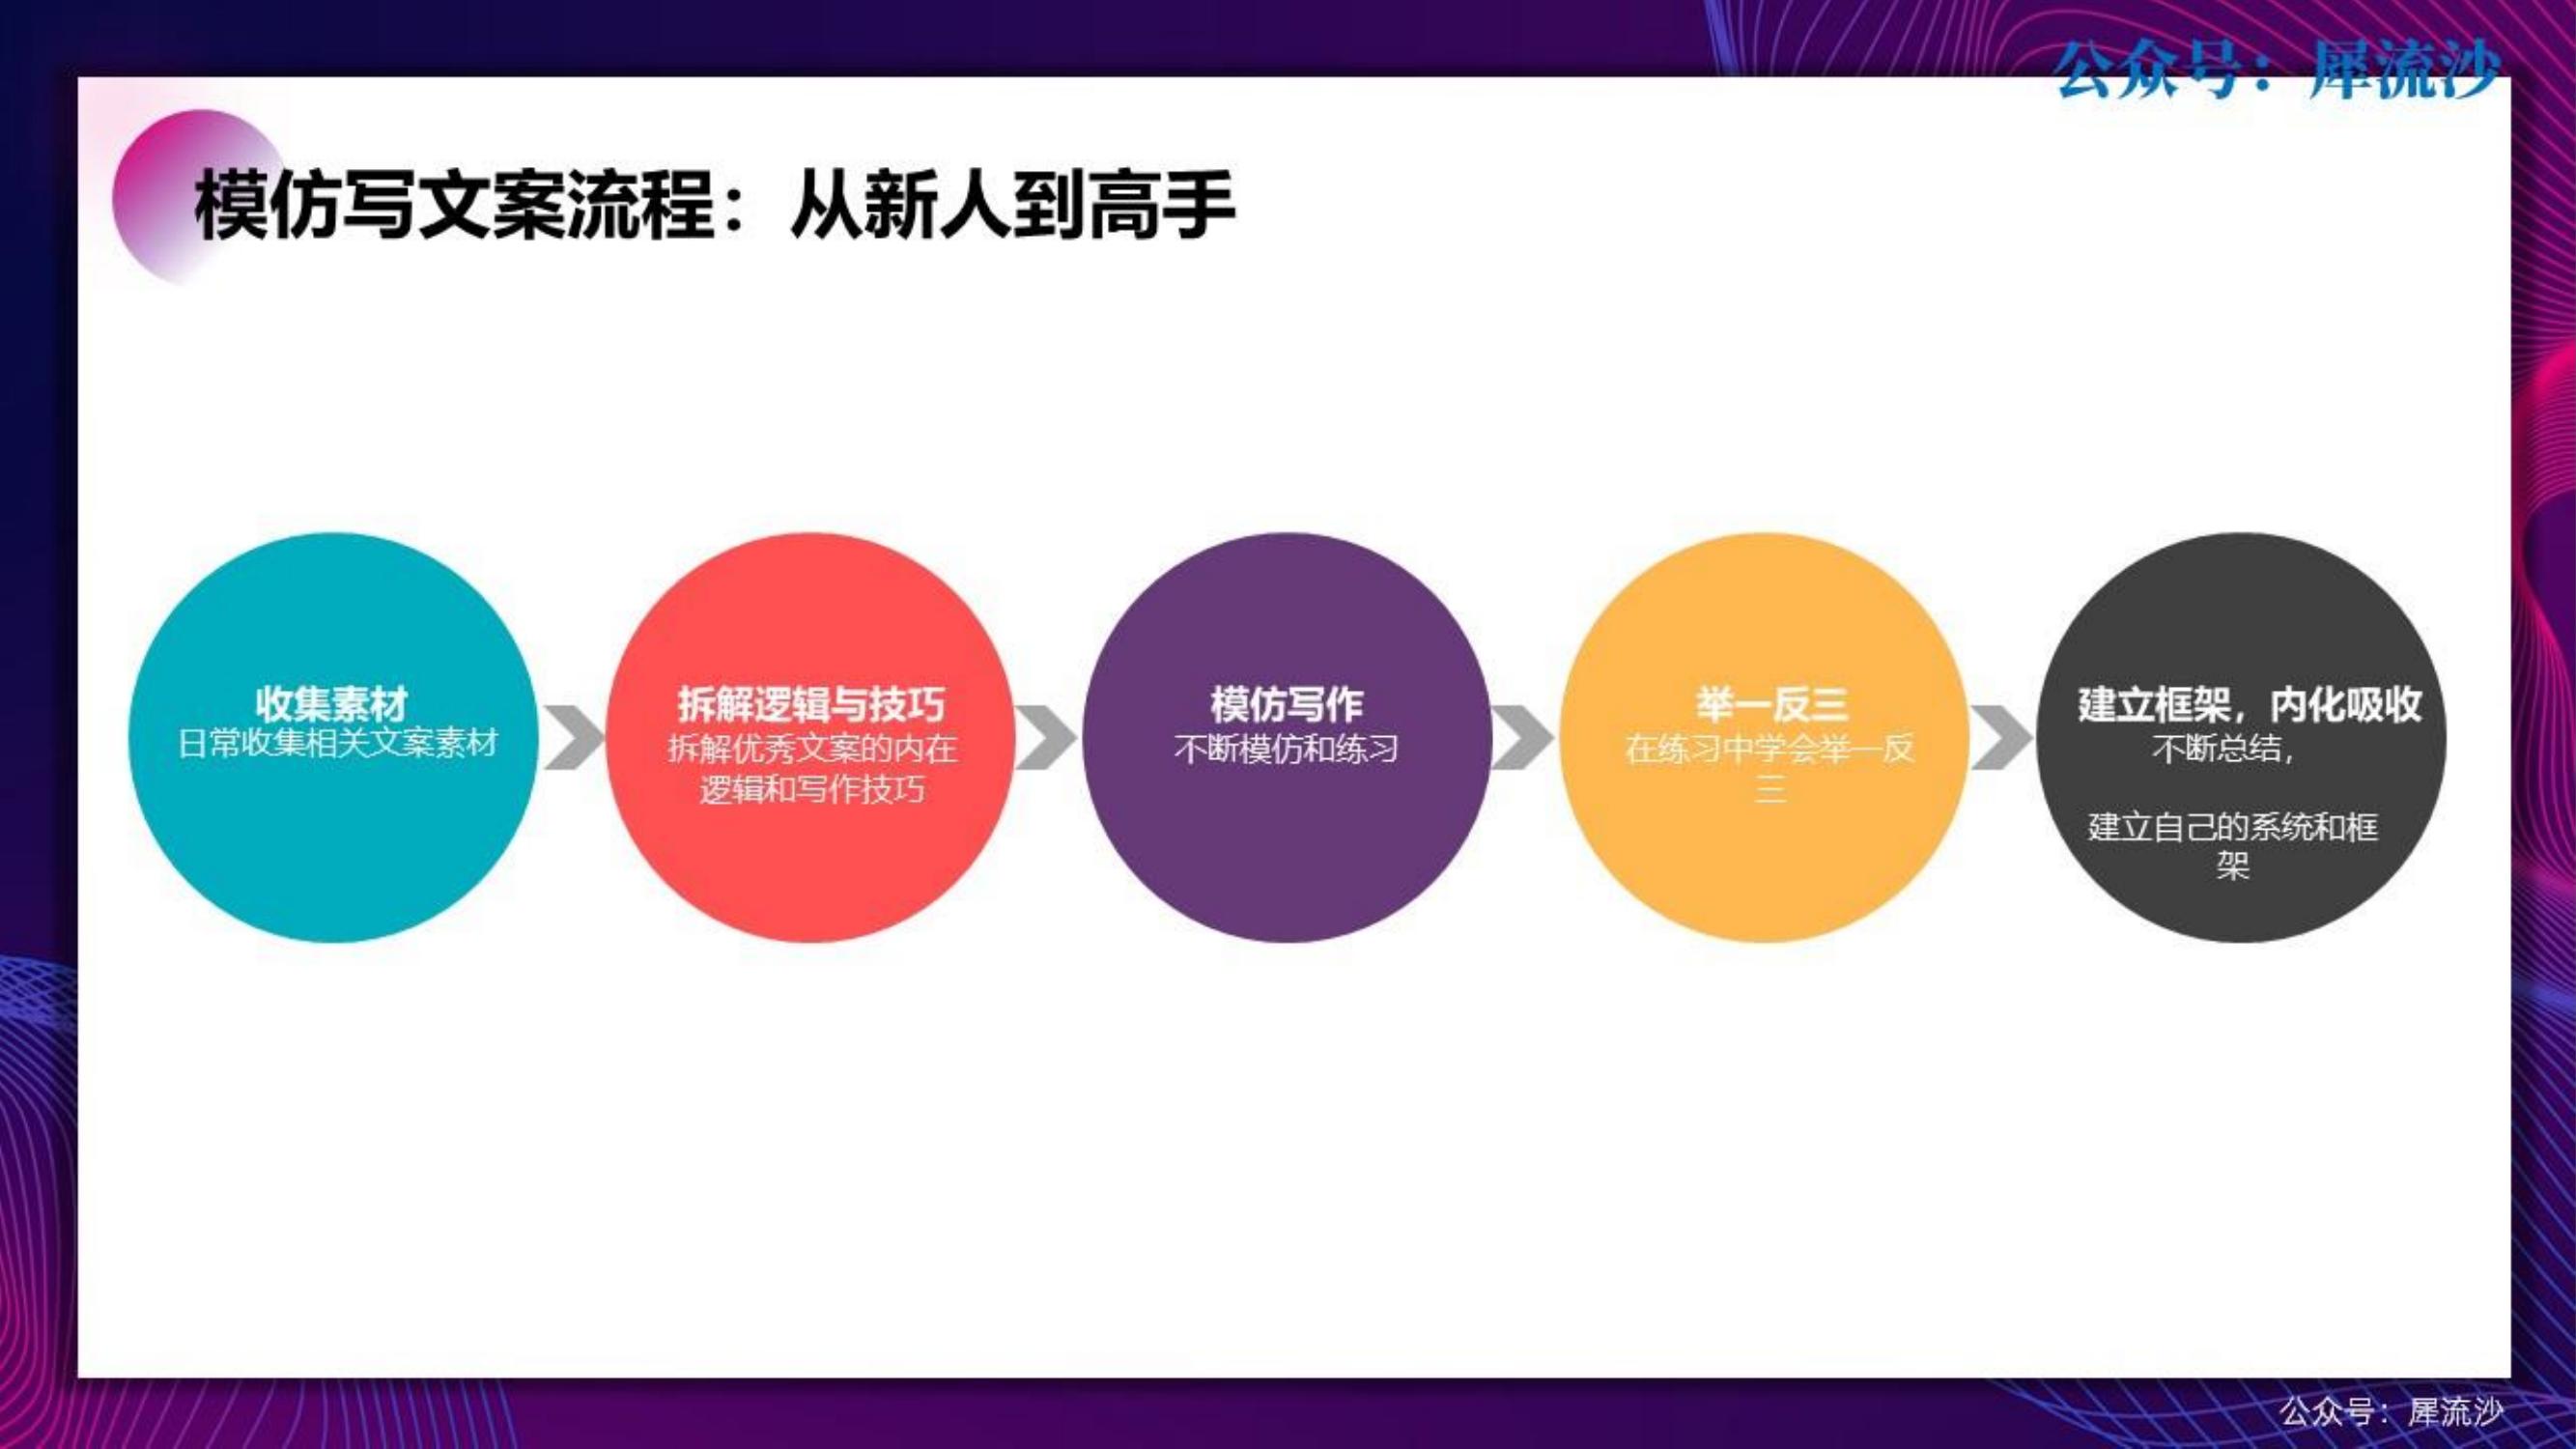 公众号：犀流沙
模仿写文案流程：从新人到高手
收集素材
日常收集相关文案素材
拆解逻辑与技巧
拆解优秀文案的内在
逻辑和写作技巧
模仿写作
不断模仿和练习
举一反三
在练习中学会举一反
三
建立框架，内化吸收
不断总结，
建立自己的系统和框
架
公众号：犀流沙